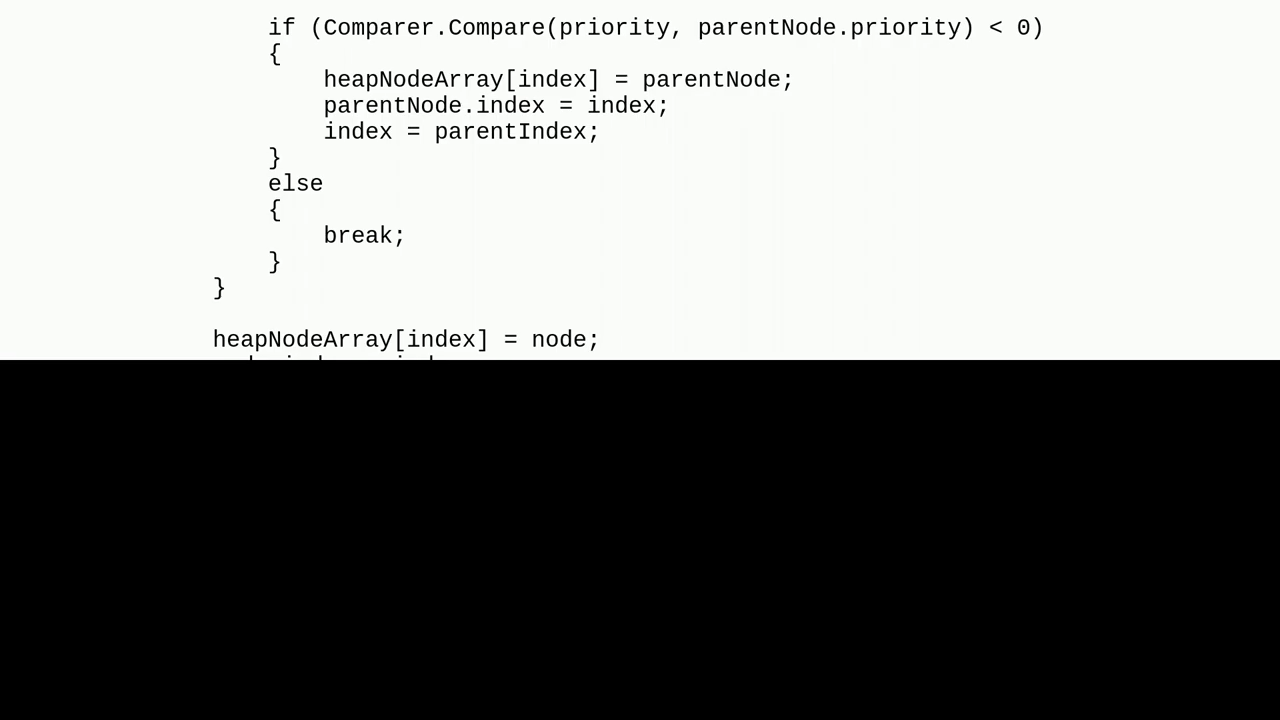 if (Comparer.Compare(priority, parentNode.priority) < 0)
{
heapNodeArray[index] = parentNode;
parentNode.index = index;
index = parentIndex;
}
else
{
break;
}
}
heapNodeArray[index] = node;